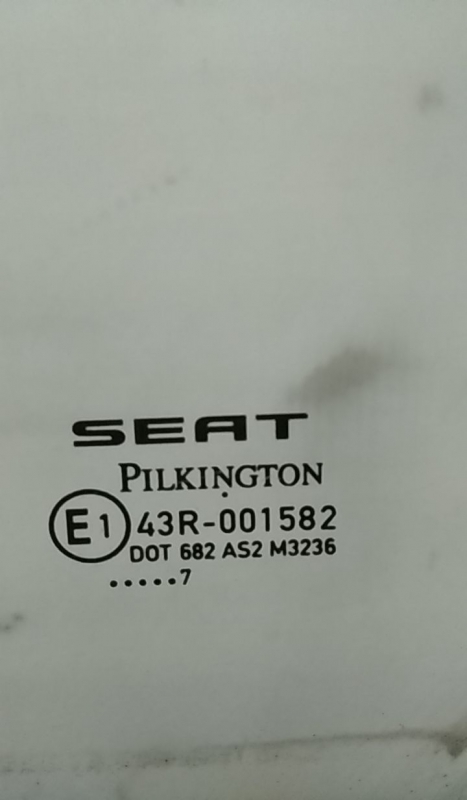 SEAT
PILKINGTON
E1 43R-001582
DOT 682 AS2 M3236
.....7